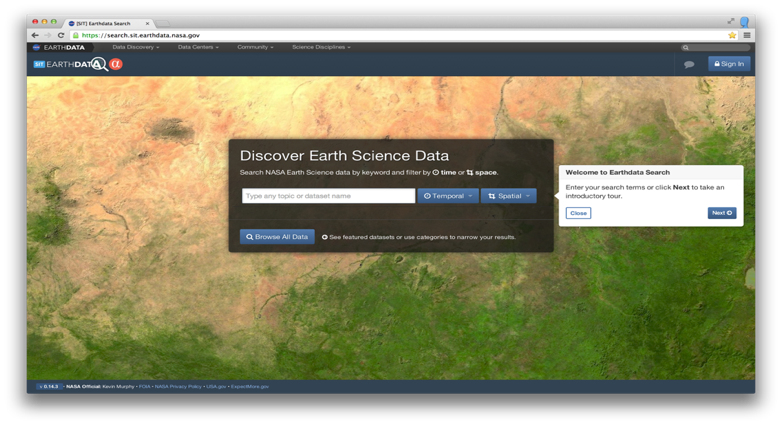 [SIT] Earthdata Search
https://search.sit.earthdata.nasa.gov
EARTHDATA Data Discovery Data Centers Community Science Disciplines
SIT EARTHDATA α Sign In
Discover Earth Science Data
Search NASA Earth Science data by keyword and filter by time or space.
Type any topic or dataset name Temporal Spatial
Browse All Data See featured datasets or use categories to narrow your results.
Welcome to Earthdata Search
Enter your search terms or click Next to take an
introductory tour.
Close Next
v 0.14.3 • NASA Official: Kevin Murphy • FOIA • NASA Privacy Policy • USA.gov • ExpectMore.gov